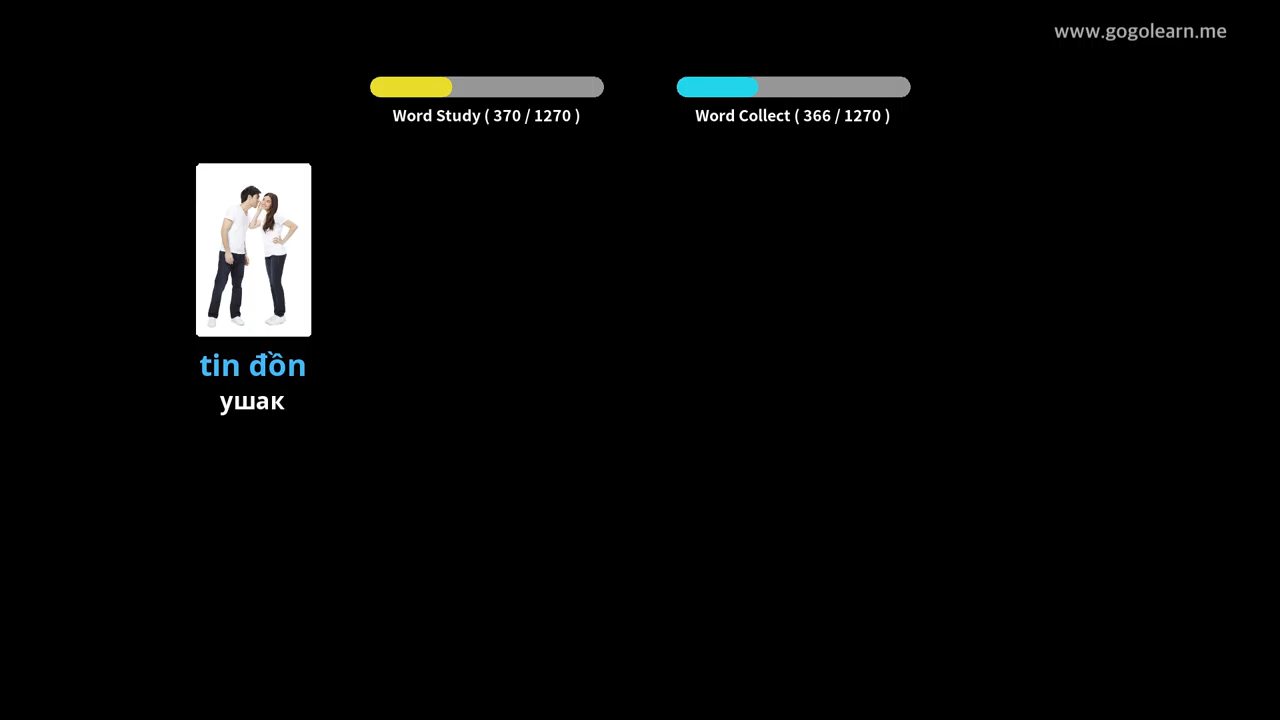 www.gogolearn.me
Word Study ( 370 / 1270 )
Word Collect ( 366 / 1270 )
tin đồn
ушак